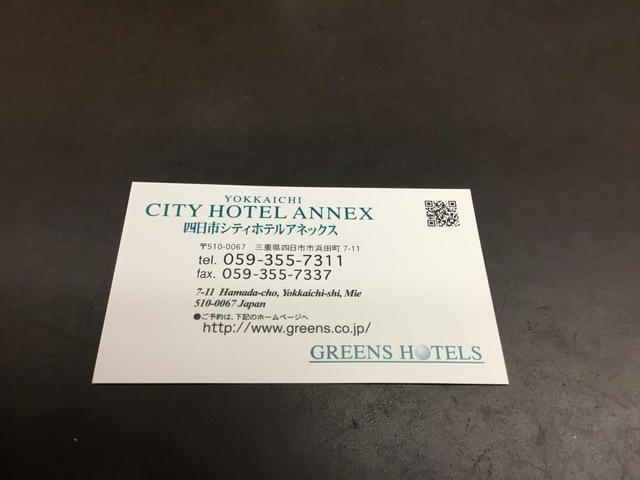 YOKKAICHI
CITY HOTEL ANNEX
四日市シティホテルアネックス
〒510-0067 三重県四日市市浜田町 7-11
tel. 059-355-7311
fax. 059-355-7337
7-11 Hamada-cho, Yokkaichi-shi, Mie
510-0067 Japan
●ご予約は、下記のホームページへ
http://www.greens.co.jp/
GREENS HOTELS